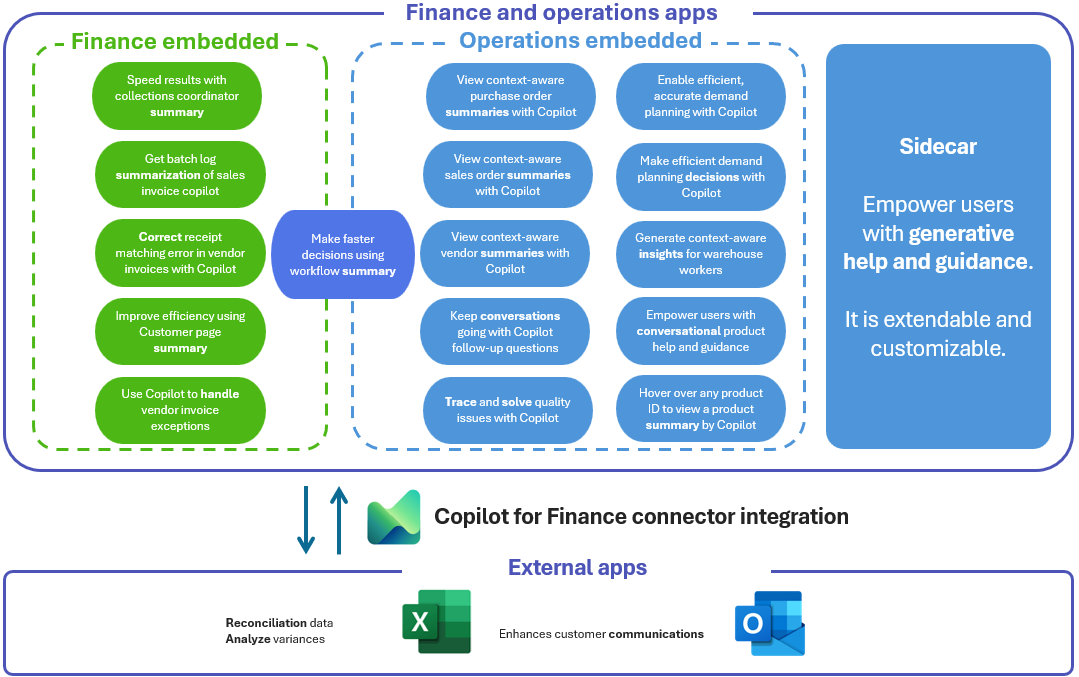 Finance and operations apps
Finance embedded
Speed results with
collections coordinator
summary
Get batch log
summarization of sales
invoice copilot
Correct receipt
matching error in vendor
invoices with Copilot
Improve efficiency using
Customer page
summary
Use Copilot to handle
vendor invoice
exceptions
Make faster
decisions using
workflow summary
Operations embedded
View context-aware
purchase order
summaries with Copilot
View context-aware
sales order summaries
with Copilot
View context-aware
vendor summaries with
Copilot
Keep conversations
going with Copilot
follow-up questions
Trace and solve quality
issues with Copilot
Enable efficient,
accurate demand
planning with Copilot
Make efficient demand
planning decisions with
Copilot
Generate context-aware
insights for warehouse
workers
Empower users with
conversational product
help and guidance
Hover over any product
ID to view a product
summary by Copilot
Sidecar
Empower users
with generative
help and guidance.
It is extendable and
customizable.
Copilot for Finance connector integration
External apps
Reconciliation data
Analyze variances
X
Enhances customer communications
O